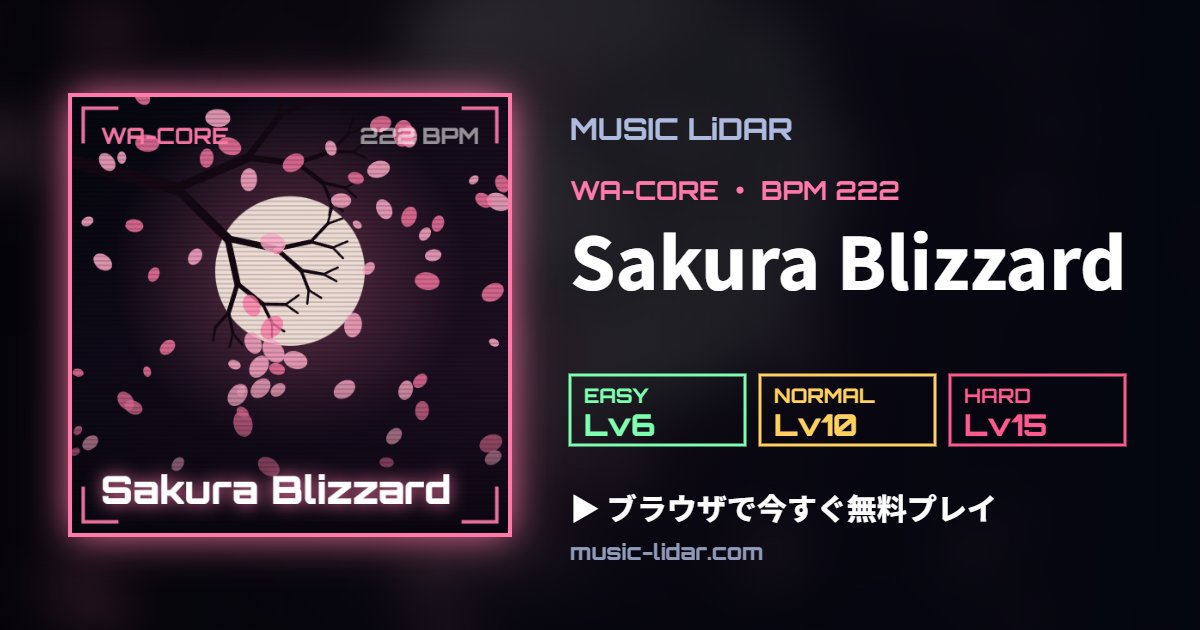 WA-CORE
222 BPM
Sakura Blizzard
MUSIC LiDAR
WA-CORE • BPM 222
Sakura Blizzard
EASY
Lv6
NORMAL
Lv10
HARD
Lv15
▶ ブラウザで今すぐ無料プレイ
music-lidar.com